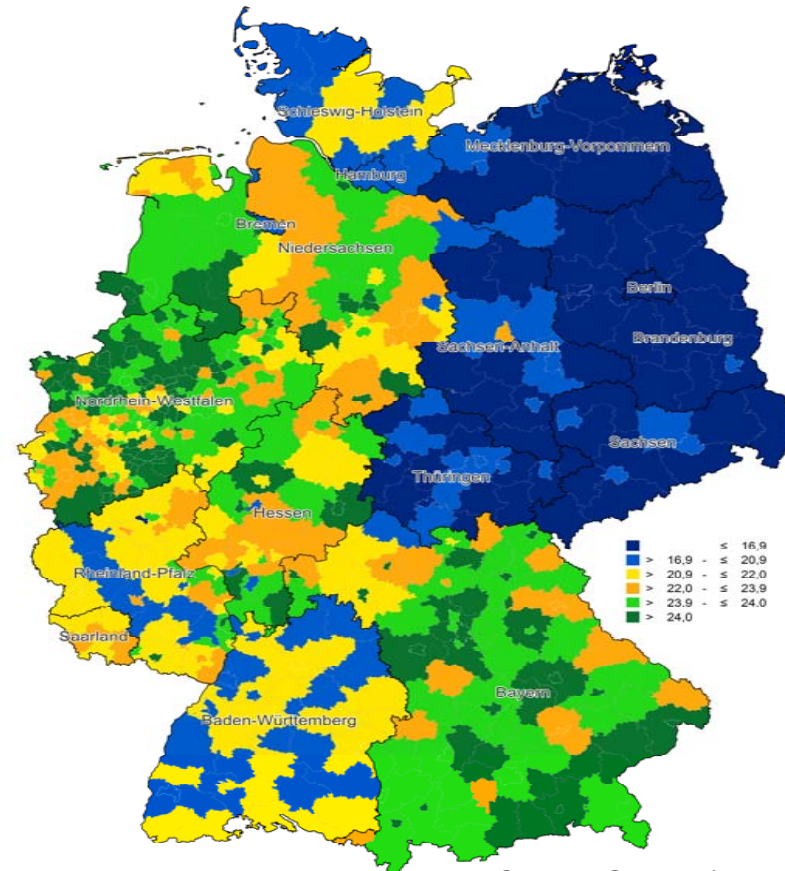 Schleswig-Holstein
Mecklenburg-Vorpommern
Hamburg
Bremen
Niedersachsen
Berlin
Brandenburg
Sachsen-Anhalt
Nordrhein-Westfalen
Sachsen
Thüringen
Hessen
≤ 16,9
> 16,9 - ≤ 20,9
> 20,9 - ≤ 22,0
> 22,0 - ≤ 23,9
> 23,9 - ≤ 24,0
> 24,0
Rheinland-Pfalz
Saarland
Bayern
Baden-Württemberg